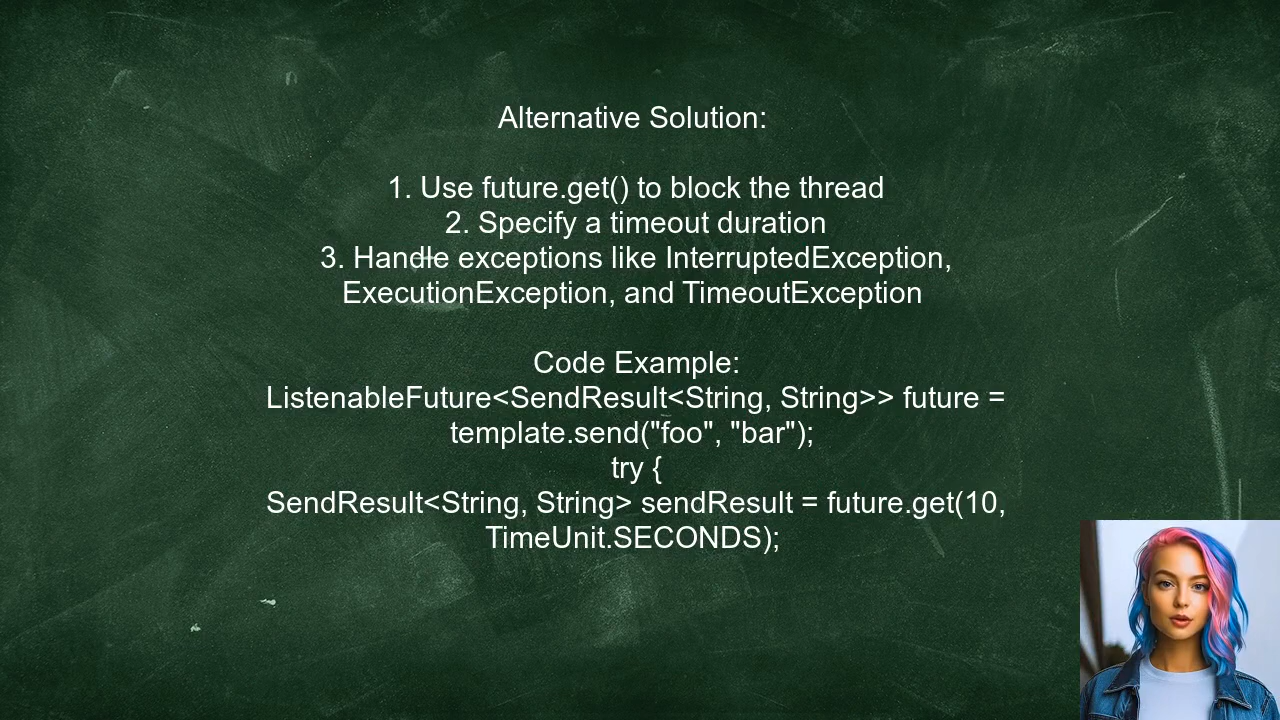 Alternative Solution:
1. Use future.get() to block the thread
2. Specify a timeout duration
3. Handle exceptions like InterruptedException,
ExecutionException, and TimeoutException
Code Example:
ListenableFuture<SendResult<String, String>> future =
template.send("foo", "bar");
try {
SendResult<String, String> sendResult = future.get(10,
TimeUnit.SECONDS);